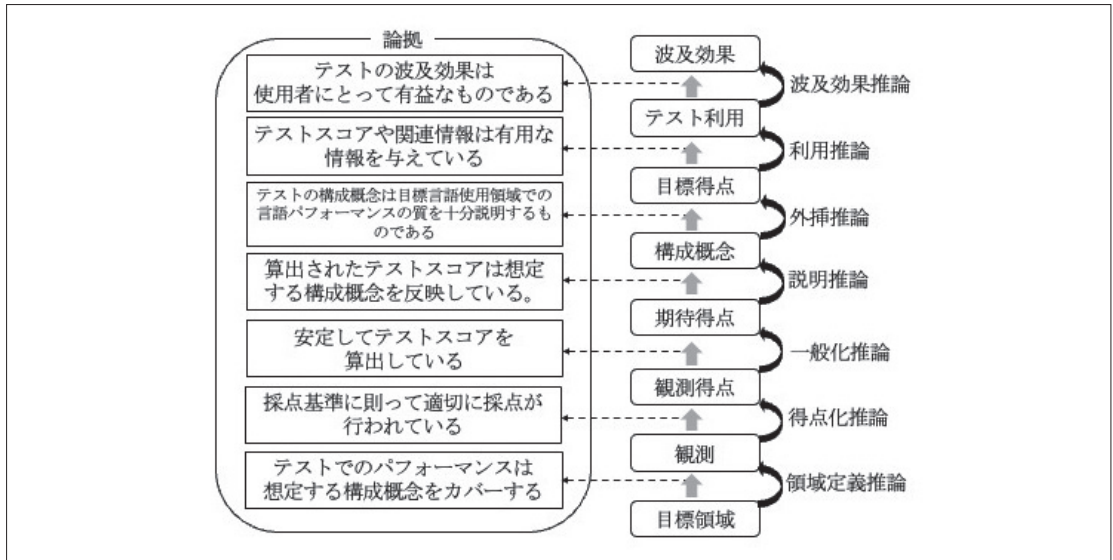 論拠
テストの波及効果は
使用者にとって有益なものである
テストスコアや関連情報は有用な
情報を与えている
テストの構成概念は目標言語使用領域での
言語パフォーマンスの質を十分説明するも
のである
算出されたテストスコアは想定
する構成概念を反映している。
安定してテストスコアを
算出している
採点基準に則って適切に採点が
行われている
テストでのパフォーマンスは
想定する構成概念をカバーする
波及効果
テスト利用
目標得点
構成概念
期待得点
観測得点
観測
目標領域
波及効果推論
利用推論
外挿推論
説明推論
一般化推論
得点化推論
領域定義推論